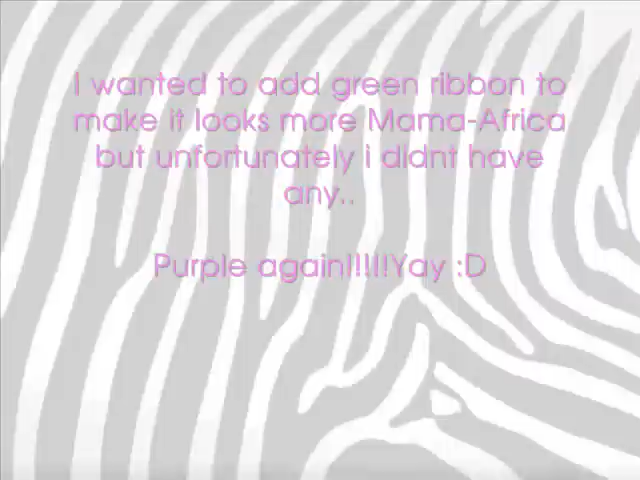 I wanted to add green ribbon to
make it looks more Mama-Africa
but unfortunately i didnt have
any..
Purple again!!!!!Yay :D